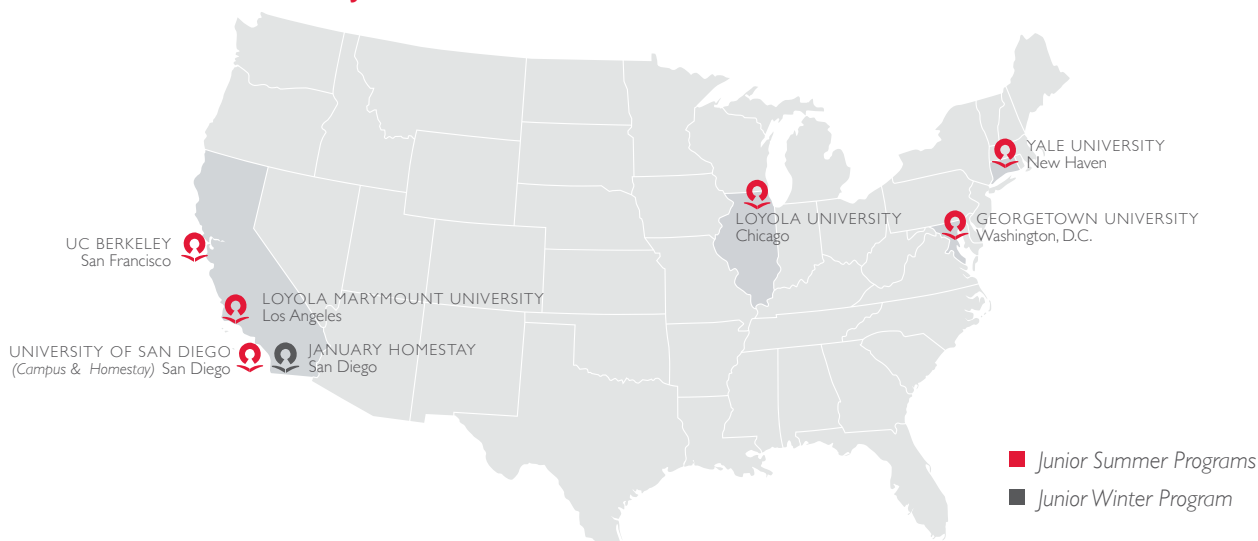 YALE UNIVERSITY
New Haven
LOYOLA UNIVERSITY
Chicago
GEORGETOWN UNIVERSITY
Washington, D.C.
UC BERKELEY
San Francisco
LOYOLA MARYMOUNT UNIVERSITY
Los Angeles
UNIVERSITY OF SAN DIEGO
(Campus & Homestay) San Diego
JANUARY HOMESTAY
San Diego
Junior Summer Programs
Junior Winter Program